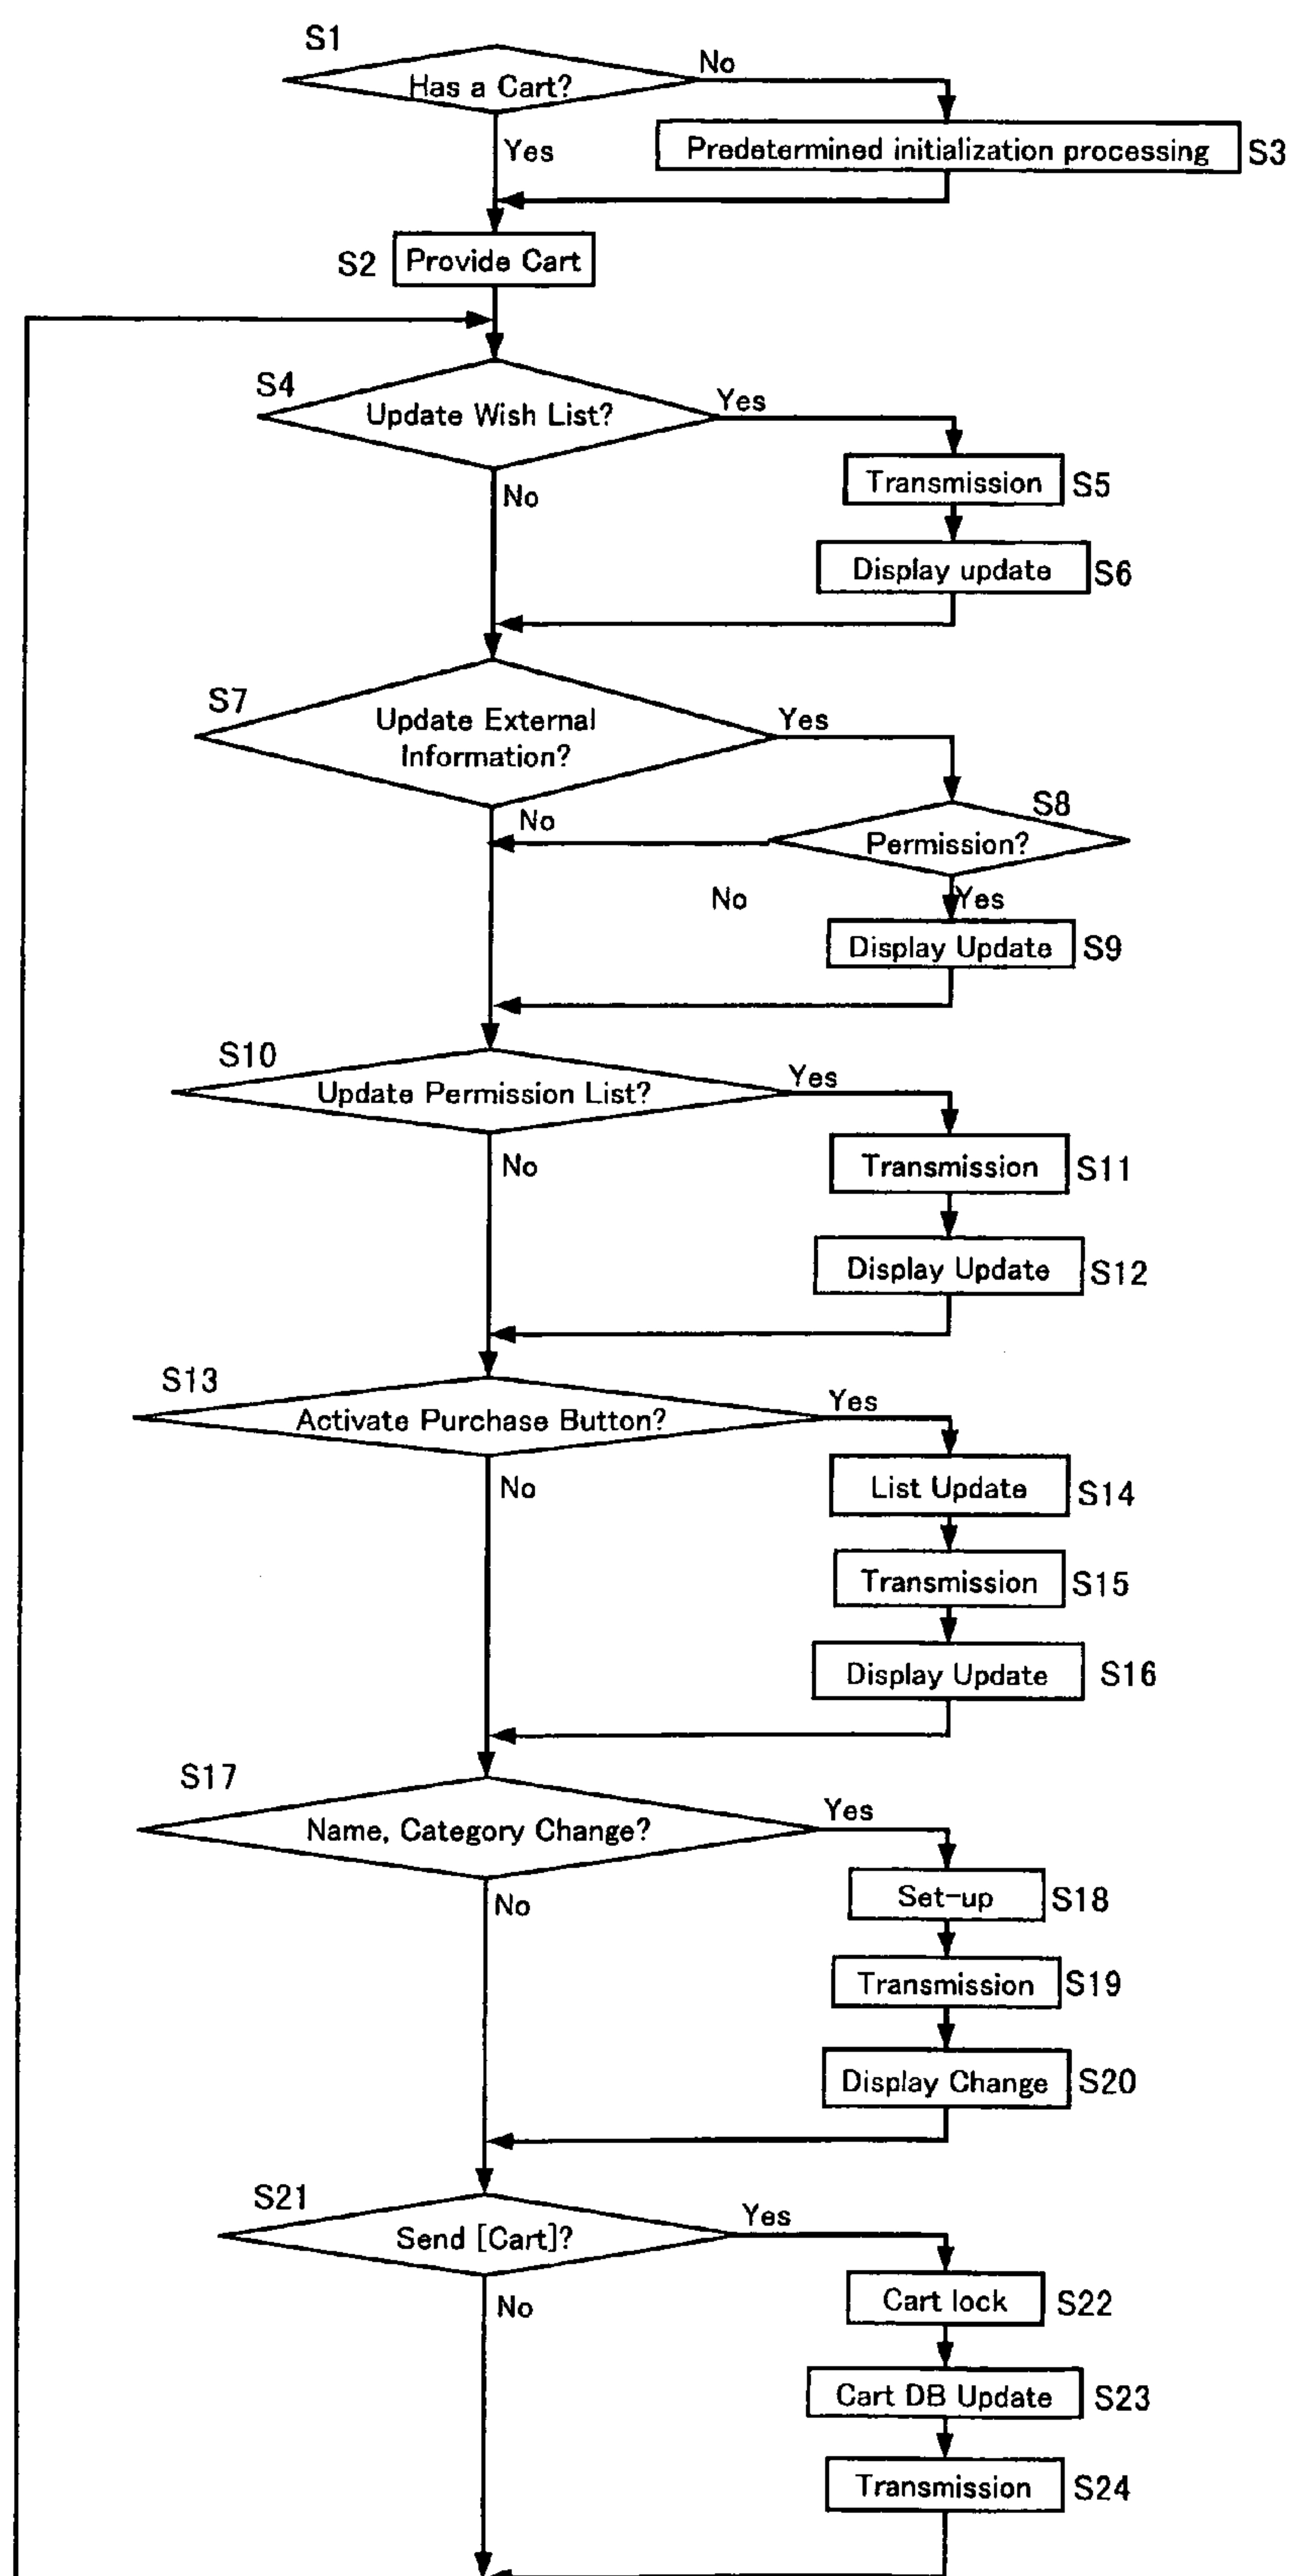 S1
Has a Cart?
No
Yes
Predetermined initialization processing
S3
S2
Provide Cart
S4
Update Wish List?
Yes
No
Transmission
S5
Display update
S6
S7
Update External
Information?
Yes
No
S8
Permission?
No
Yes
Display Update
S9
S10
Update Permission List?
Yes
No
Transmission
S11
Display Update
S12
S13
Activate Purchase Button?
Yes
No
List Update
S14
Transmission
S15
Display Update
S16
S17
Name, Category Change?
Yes
No
Set-up
S18
Transmission
S19
Display Change
S20
S21
Send [Cart]?
Yes
No
Cart lock
S22
Cart DB Update
S23
Transmission
S24